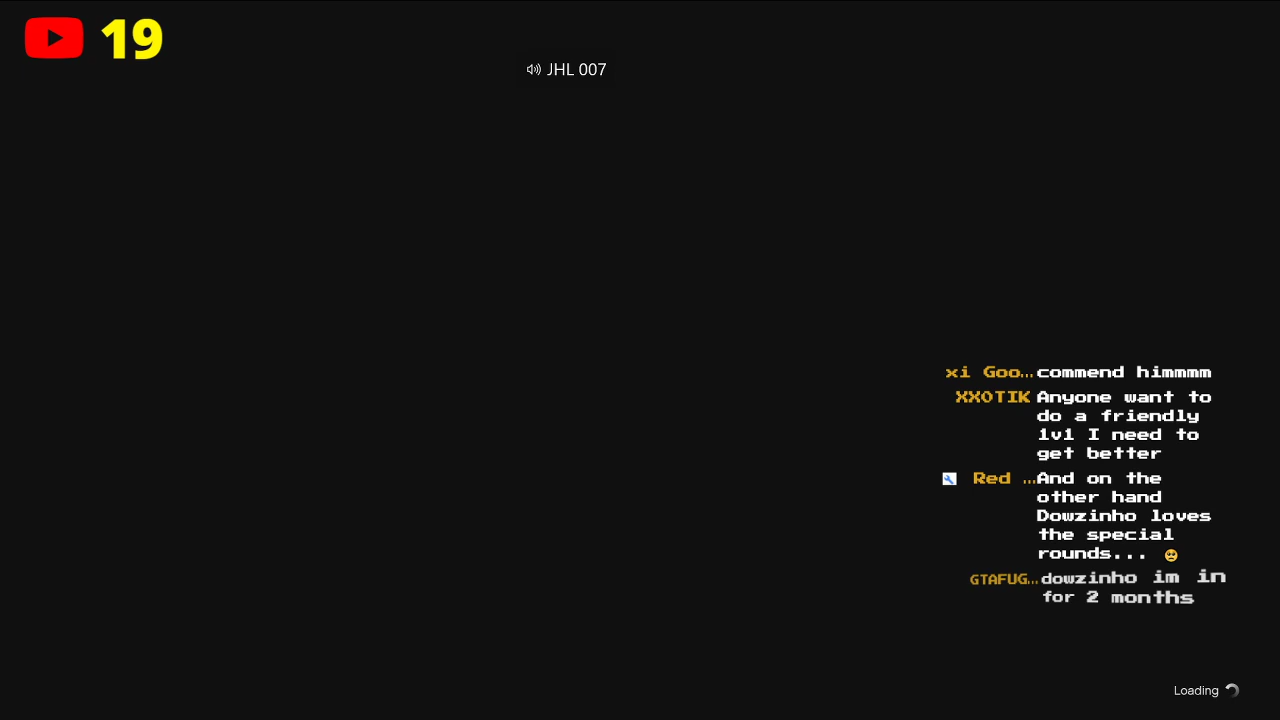 19
JHL 007
xi Goo... commend himmmm
XXOTIK Anyone want to
do a friendly
1v1 I need to
get better
Red ... And on the
other hand
Dowzinho loves
the special
rounds... 🥺
GTAFUG... dowzinho im in
for 2 months
Loading